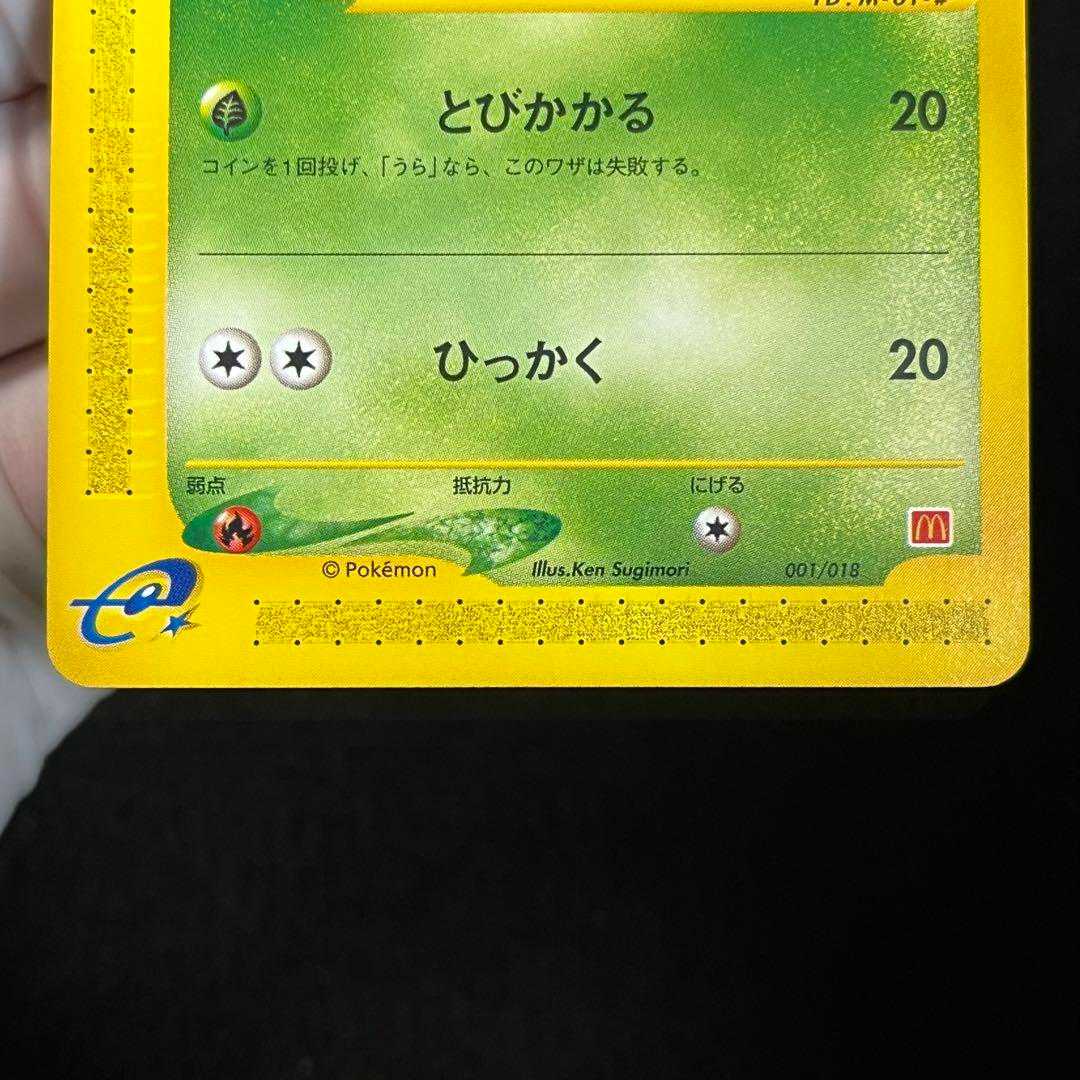 ID:M-01-#
とびかかる 20
コインを1回投げ、「うら」なら、このワザは失敗する。
ひっかく 20
弱点 抵抗力 にげる
© Pokémon Illus.Ken Sugimori 001/018